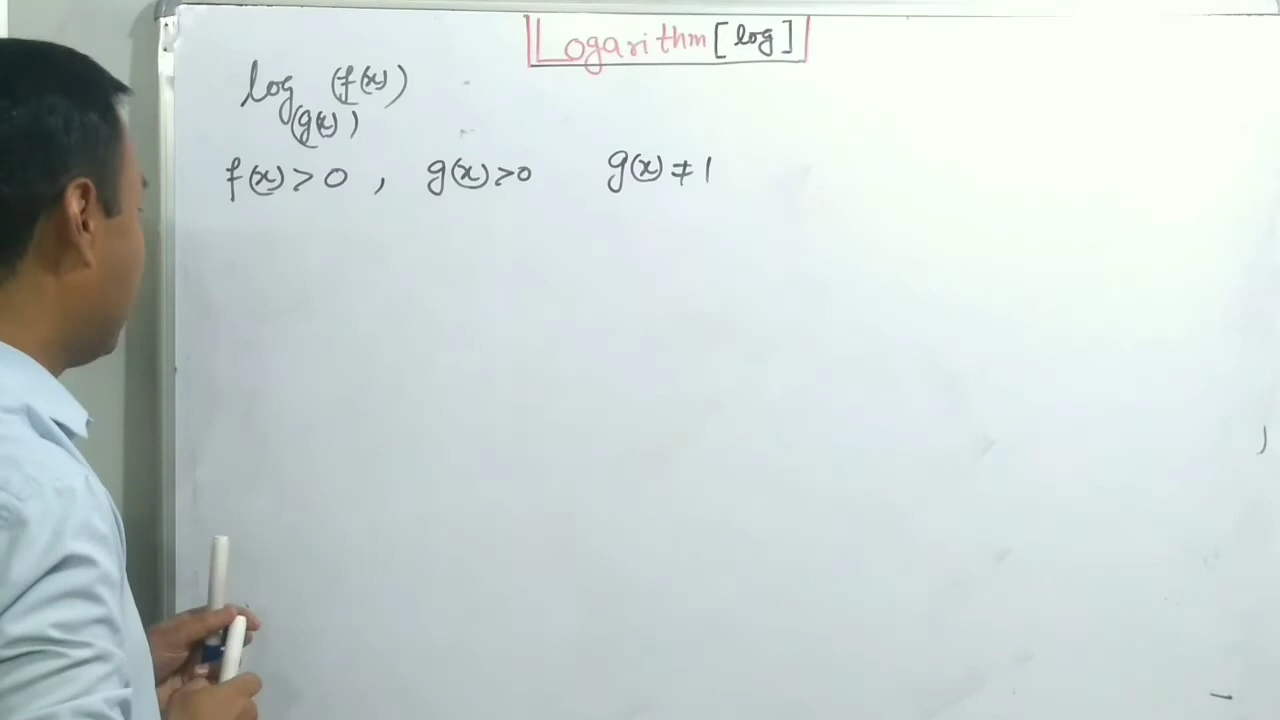 Logarithm [log]
log (f(x))
(g(x))
f(x) > 0 , g(x) > 0 g(x) ≠ 1